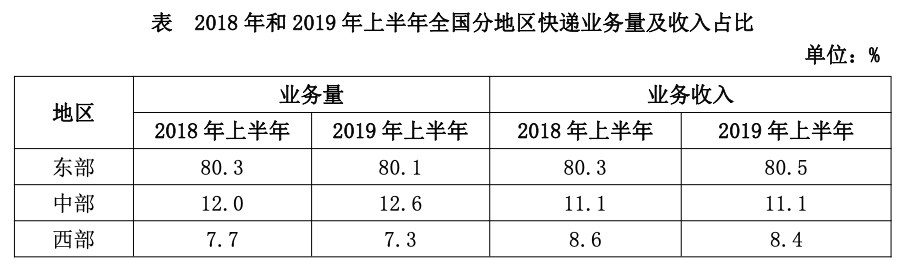 表 2018 年和 2019 年上半年全国分地区快递业务量及收入占比
单位：%
地区 业务量 业务收入
2018 年上半年 2019 年上半年 2018 年上半年 2019 年上半年
东部 80.3 80.1 80.3 80.5
中部 12.0 12.6 11.1 11.1
西部 7.7 7.3 8.6 8.4